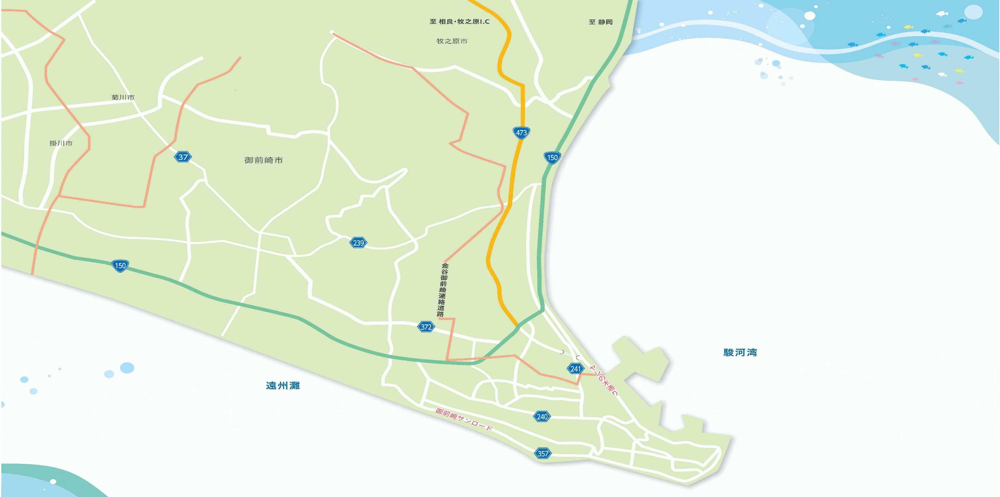 至 相良・牧之原I.C
至 静岡
牧之原市
菊川市
473
掛川市
37
御前崎市
150
239
150
金谷御前崎連絡道路
372
駿河湾
241
ヤシの木通り
遠州灘
御前崎サンロード
240
357